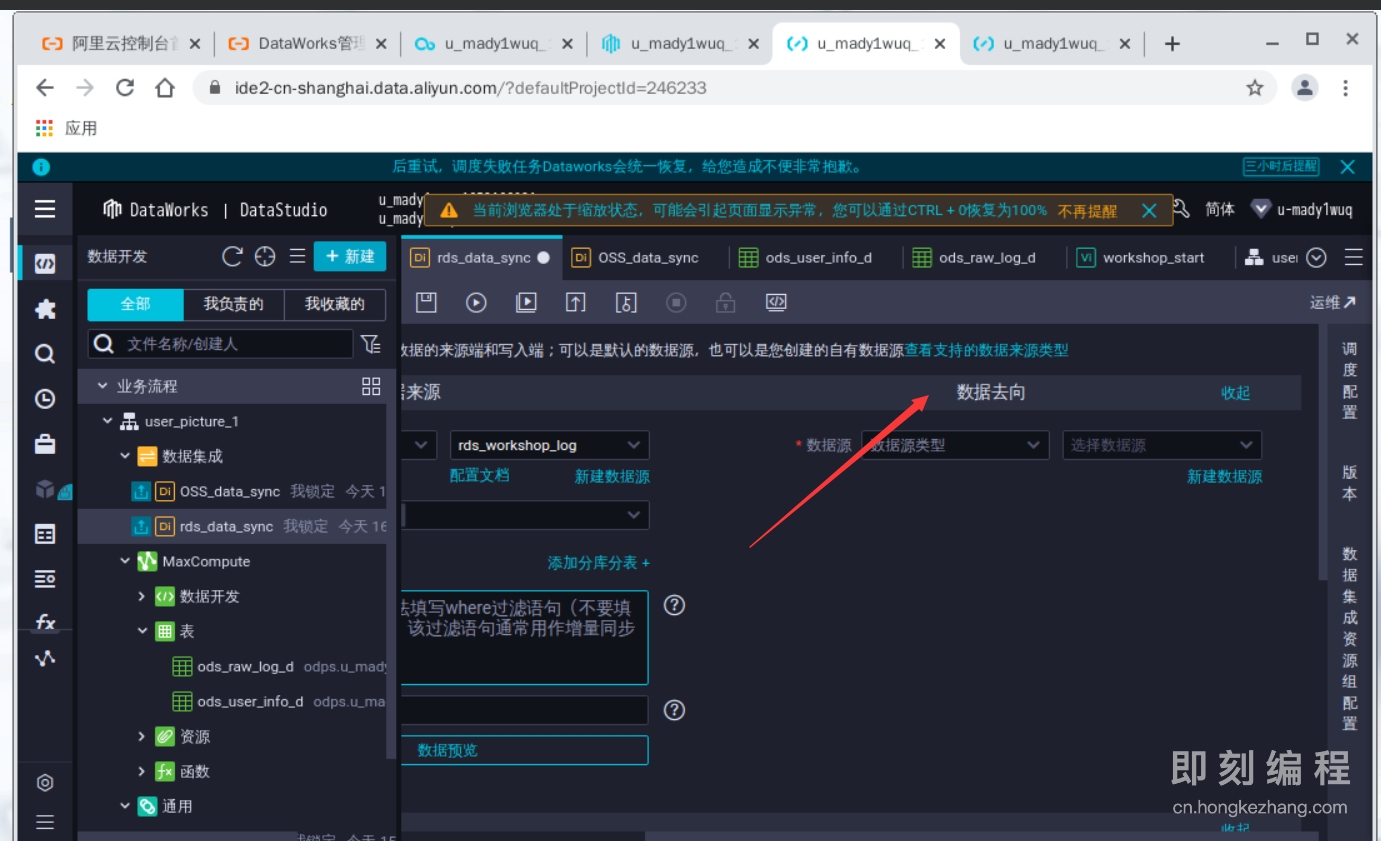 阿里云控制台
DataWorks管理
u_mady1wuq_
u_mady1wuq_
u_mady1wuq_
u_mady1wuq_
ide2-cn-shanghai.data.aliyun.com/?defaultProjectId=246233
应用
后重试，调度失败任务Dataworks会统一恢复，给您造成不便非常抱歉。
三小时后提醒
DataWorks | DataStudio
u_mady
u_mady
当前浏览器处于缩放状态，可能会引起页面显示异常，您可以通过CTRL + 0恢复为100% 不再提醒
简体
u-mady1wuq
数据开发
+ 新建
Di rds_data_sync
Di OSS_data_sync
ods_user_info_d
ods_raw_log_d
Vi workshop_start
user
全部 我负责的 我收藏的
运维
文件名称/创建人
数据的来源端和写入端；可以是默认的数据源，也可以是您创建的自有数据源查看支持的数据来源类型
业务流程
来源
数据去向
收起
user_picture_1
rds_workshop_log
* 数据源 数据源类型 选择数据源
数据集成
配置文档 新建数据源
新建数据源
Di OSS_data_sync 我锁定 今天 1
Di rds_data_sync 我锁定 今天 16
MaxCompute
添加分库分表 +
数据开发
法填写where过滤语句（不要填
该过滤语句通常用作增量同步
表
ods_raw_log_d odps.u_mady
ods_user_info_d odps.u_ma
资源
数据预览
fx 函数
通用
我锁定 今天 15
收起
fx
调度配置
版本
数据集成资源组配置
即刻编程
cn.hongkezhang.com